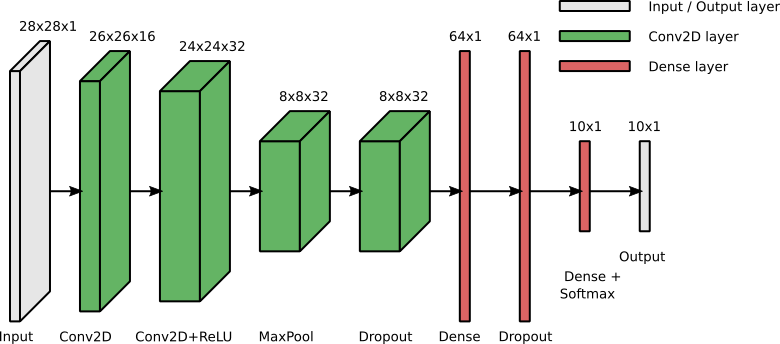 Input / Output layer
Conv2D layer
Dense layer
28x28x1
26x26x16
24x24x32
8x8x32
8x8x32
64x1
64x1
10x1
10x1
Input
Conv2D
Conv2D+ReLU
MaxPool
Dropout
Dense
Dropout
Dense +
Softmax
Output